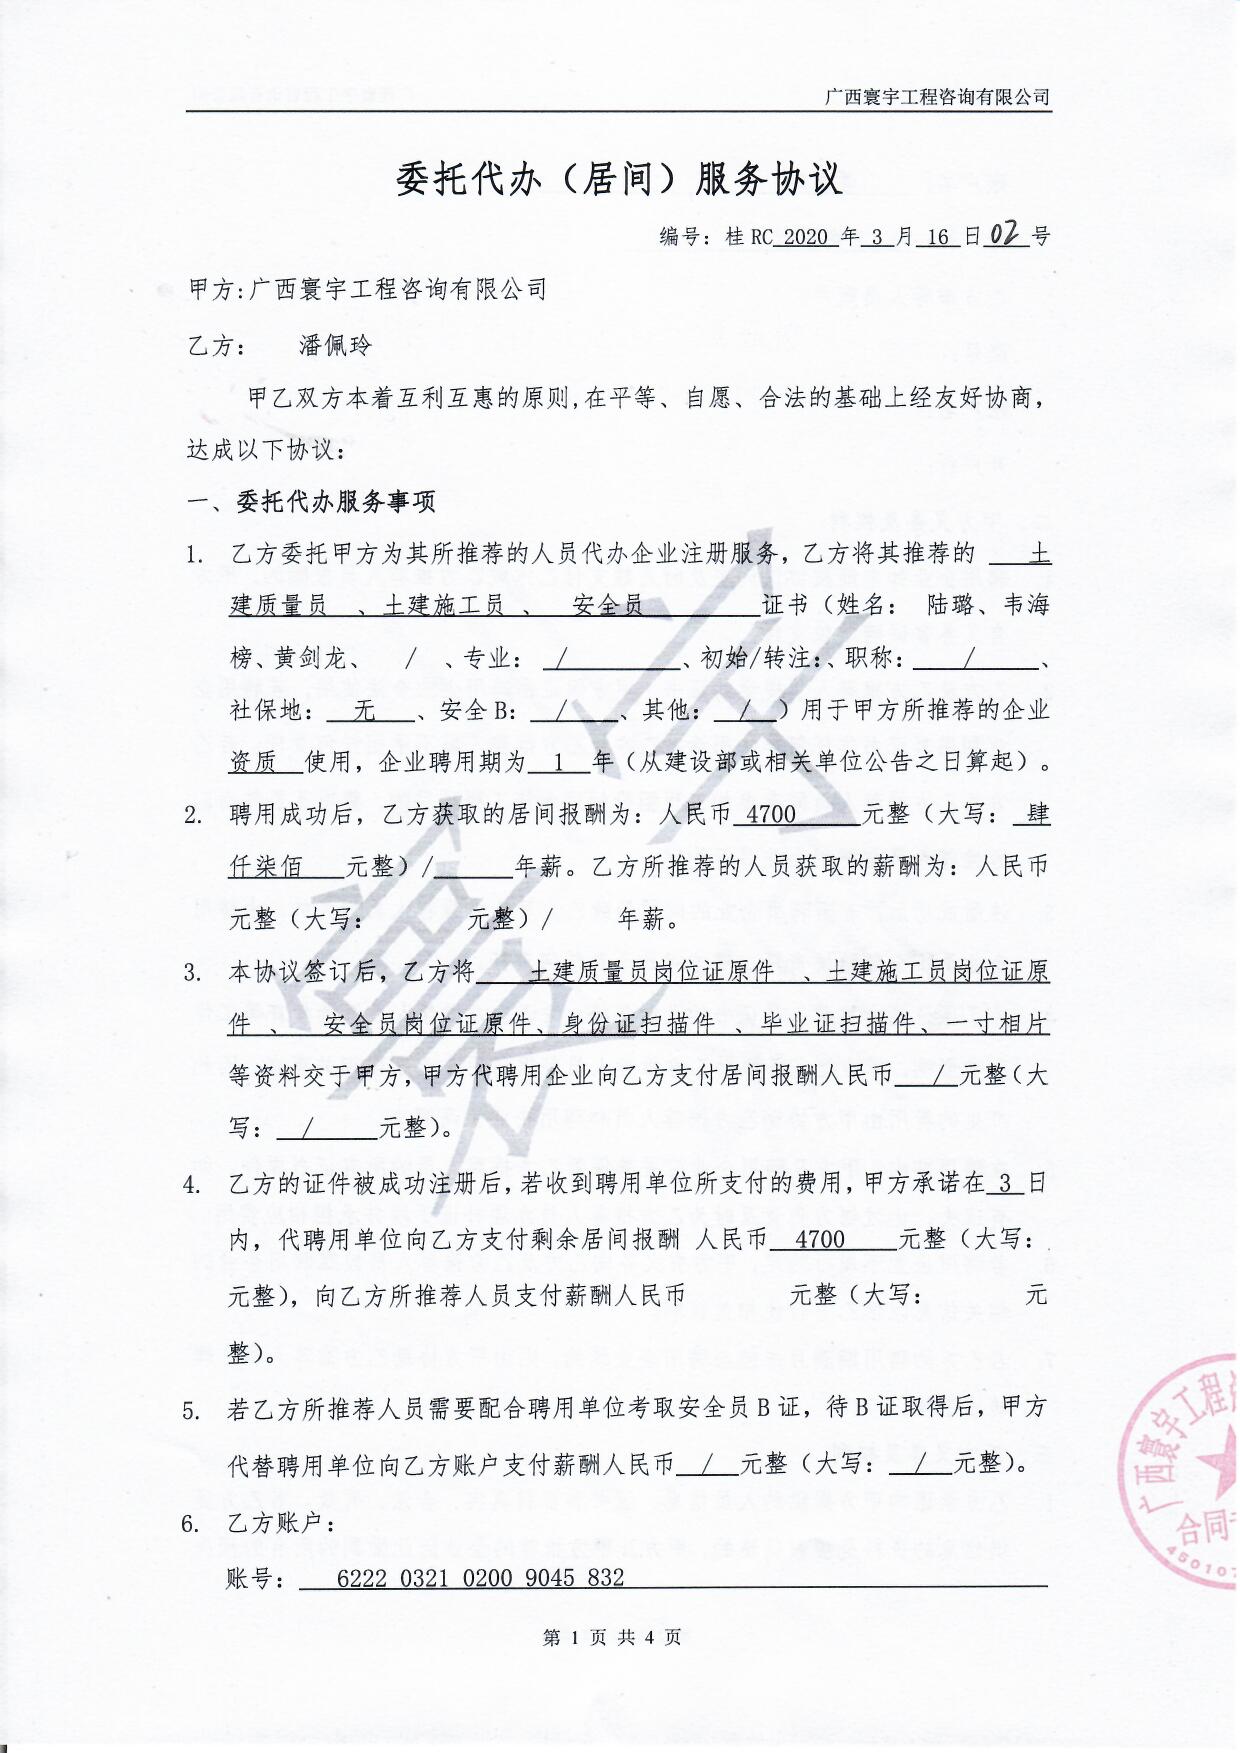 广西寰宇工程咨询有限公司
委托代办（居间）服务协议
编号：桂 RC 2020 年 3 月 16 日 02 号
甲方:广西寰宇工程咨询有限公司
乙方： 潘佩玲
甲乙双方本着互利互惠的原则,在平等、自愿、合法的基础上经友好协商，
达成以下协议：
一、委托代办服务事项
1. 乙方委托甲方为其所推荐的人员代办企业注册服务，乙方将其推荐的 土
建质量员 、土建施工员 、 安全员 证书（姓名： 陆璐、韦海
榜、黄剑龙、 / 、专业： / 、初始/转注:、职称： / 、
社保地： 无 、安全 B： / 、其他： / ）用于甲方所推荐的企业
资质 使用，企业聘用期为 1 年（从建设部或相关单位公告之日算起）。
2. 聘用成功后，乙方获取的居间报酬为：人民币 4700 元整（大写： 肆
仟柒佰 元整）/ 年薪。乙方所推荐的人员获取的薪酬为：人民币
元整（大写： 元整）/ 年薪。
3. 本协议签订后，乙方将 土建质量员岗位证原件 、土建施工员岗位证原
件 、 安全员岗位证原件、身份证扫描件 、毕业证扫描件、一寸相片
等资料交于甲方，甲方代聘用企业向乙方支付居间报酬人民币 / 元整（大
写： / 元整）。
4. 乙方的证件被成功注册后，若收到聘用单位所支付的费用，甲方承诺在 3 日
内，代聘用单位向乙方支付剩余居间报酬 人民币 4700 元整（大写：
元整），向乙方所推荐人员支付薪酬人民币 元整（大写： 元
整）。
5. 若乙方所推荐人员需要配合聘用单位考取安全员 B 证，待 B 证取得后，甲方
代替聘用单位向乙方账户支付薪酬人民币 / 元整（大写： / 元整）。
6. 乙方账户：
账号： 6222 0321 0200 9045 832
第 1 页 共 4 页
寰宇
广西寰宇工程
合同
450107